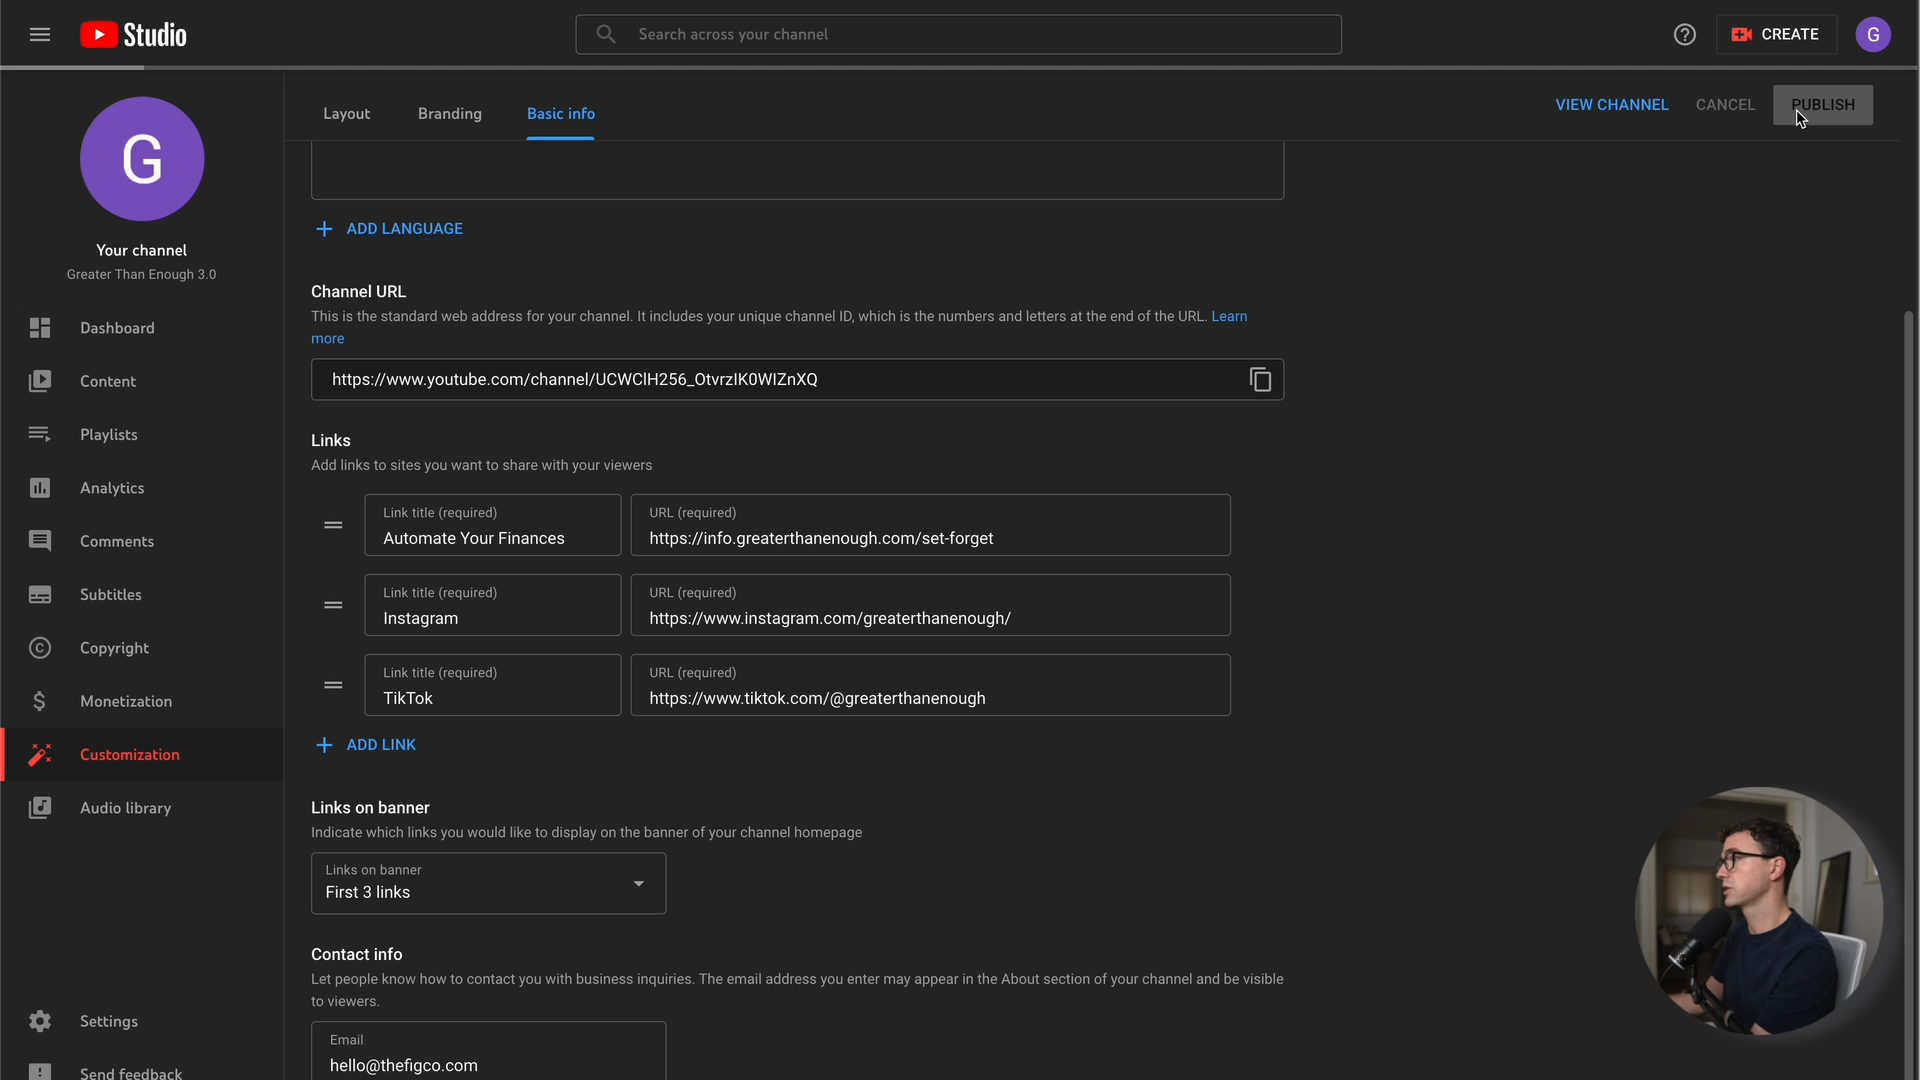 Studio
Search across your channel
CREATE
G
G
Your channel
Greater Than Enough 3.0
Dashboard
Content
Playlists
Analytics
Comments
Subtitles
Copyright
Monetization
Customization
Audio library
Settings
Send feedback
Layout
Branding
Basic info
VIEW CHANNEL
CANCEL
PUBLISH
ADD LANGUAGE
Channel URL
This is the standard web address for your channel. It includes your unique channel ID, which is the numbers and letters at the end of the URL. Learn
more
https://www.youtube.com/channel/UCWClH256_OtvrzIK0WIZnXQ
Links
Add links to sites you want to share with your viewers
Link title (required)
Automate Your Finances
URL (required)
https://info.greaterthanenough.com/set-forget
Link title (required)
Instagram
URL (required)
https://www.instagram.com/greaterthanenough/
Link title (required)
TikTok
URL (required)
https://www.tiktok.com/@greaterthanenough
ADD LINK
Links on banner
Indicate which links you would like to display on the banner of your channel homepage
Links on banner
First 3 links
Contact info
Let people know how to contact you with business inquiries. The email address you enter may appear in the About section of your channel and be visible
to viewers.
Email
hello@thefigco.com